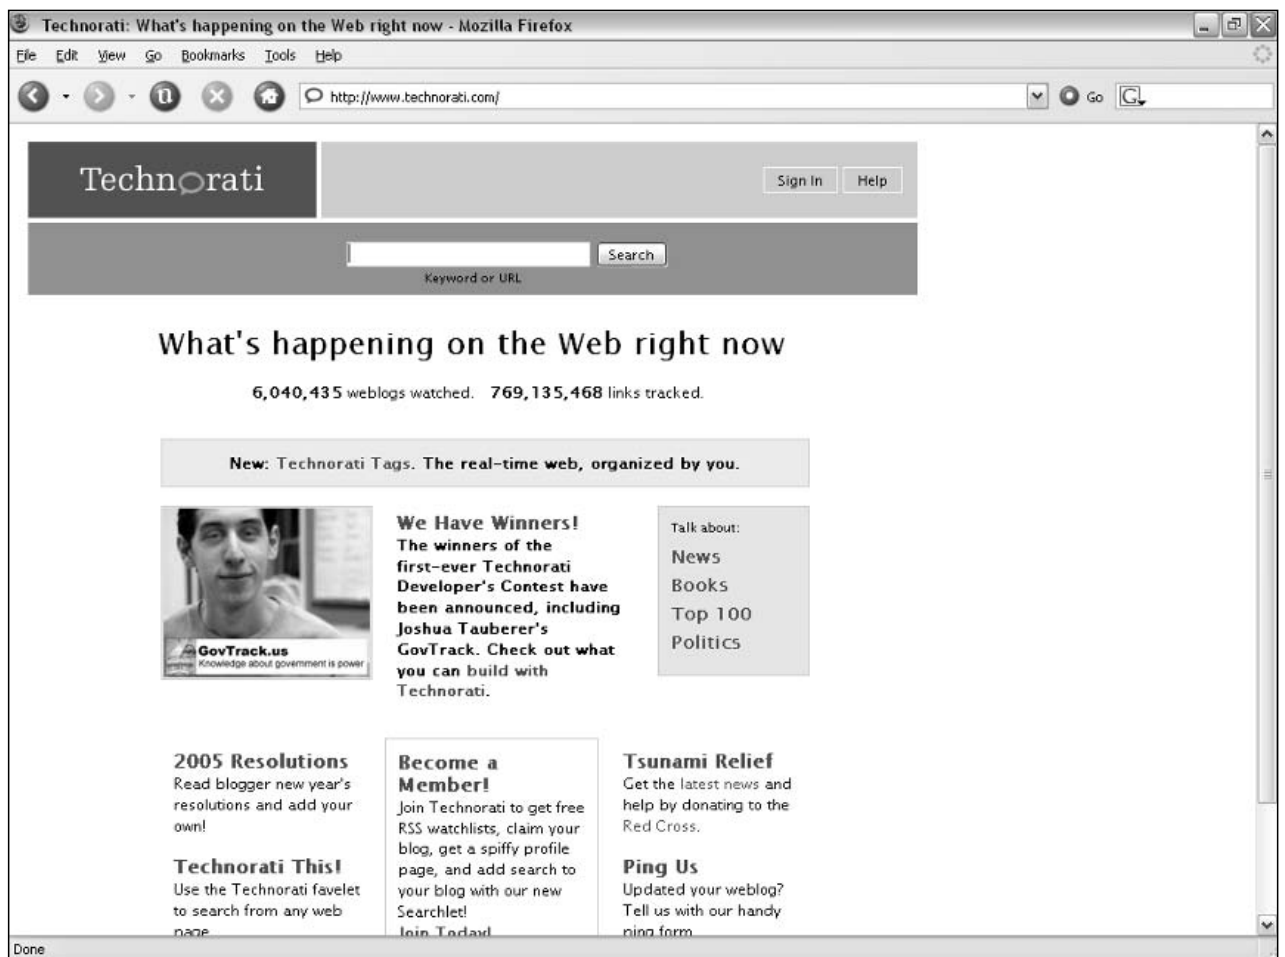 Technorati: What's happening on the Web right now - Mozilla Firefox
File Edit View Go Bookmarks Tools Help
http://www.technorati.com/
Go
G
Technorati
Sign In
Help
Search
Keyword or URL
What's happening on the Web right now
6,040,435 weblogs watched. 769,135,468 links tracked.
New: Technorati Tags. The real-time web, organized by you.
GovTrack.us
Knowledge about government is power
We Have Winners!
The winners of the
first-ever Technorati
Developer's Contest have
been announced, including
Joshua Tauberer's
GovTrack. Check out what
you can build with
Technorati.
Talk about:
News
Books
Top 100
Politics
2005 Resolutions
Read blogger new year's
resolutions and add your
own!
Technorati This!
Use the Technorati favelet
to search from any web
page
Become a
Member!
Join Technorati to get free
RSS watchlists, claim your
blog, get a spiffy profile
page, and add search to
your blog with our new
Searchlet!
Join Today!
Tsunami Relief
Get the latest news and
help by donating to the
Red Cross.
Ping Us
Updated your weblog?
Tell us with our handy
ping form
Done